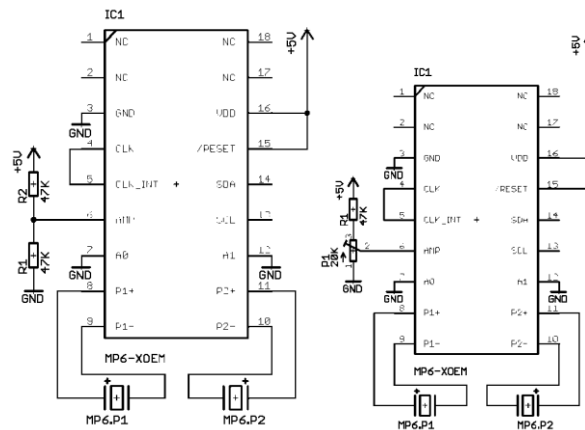 IC1
+5V
1 NC NC 18
2 NC NC 17
3 GND VDD 16
GND
4 CLK /RESET 15
5 CLK_INT + SDA 14
+5V
R2 47K
6 AMP SCL
R1 47K
7 A0 A1
GND GND
8 P1+ P2+ 11
9 P1- P2- 10
GND
MP6-XOEM
+ +
MP6.P1 MP6.P2
IC1
+5V
1 NC NC 18
2 NC NC 17
3 GND VDD 16
GND
4 CLK /RESET 15
5 CLK_INT + SDA 14
+5V
R1 47K
P1 20K
1 2 3
6 AMP SCL 13
7 A0 A1
GND GND
GND
8 P1+ P2+ 11
9 P1- P2- 10
MP6-XOEM
+ +
MP6.P1 MP6.P2